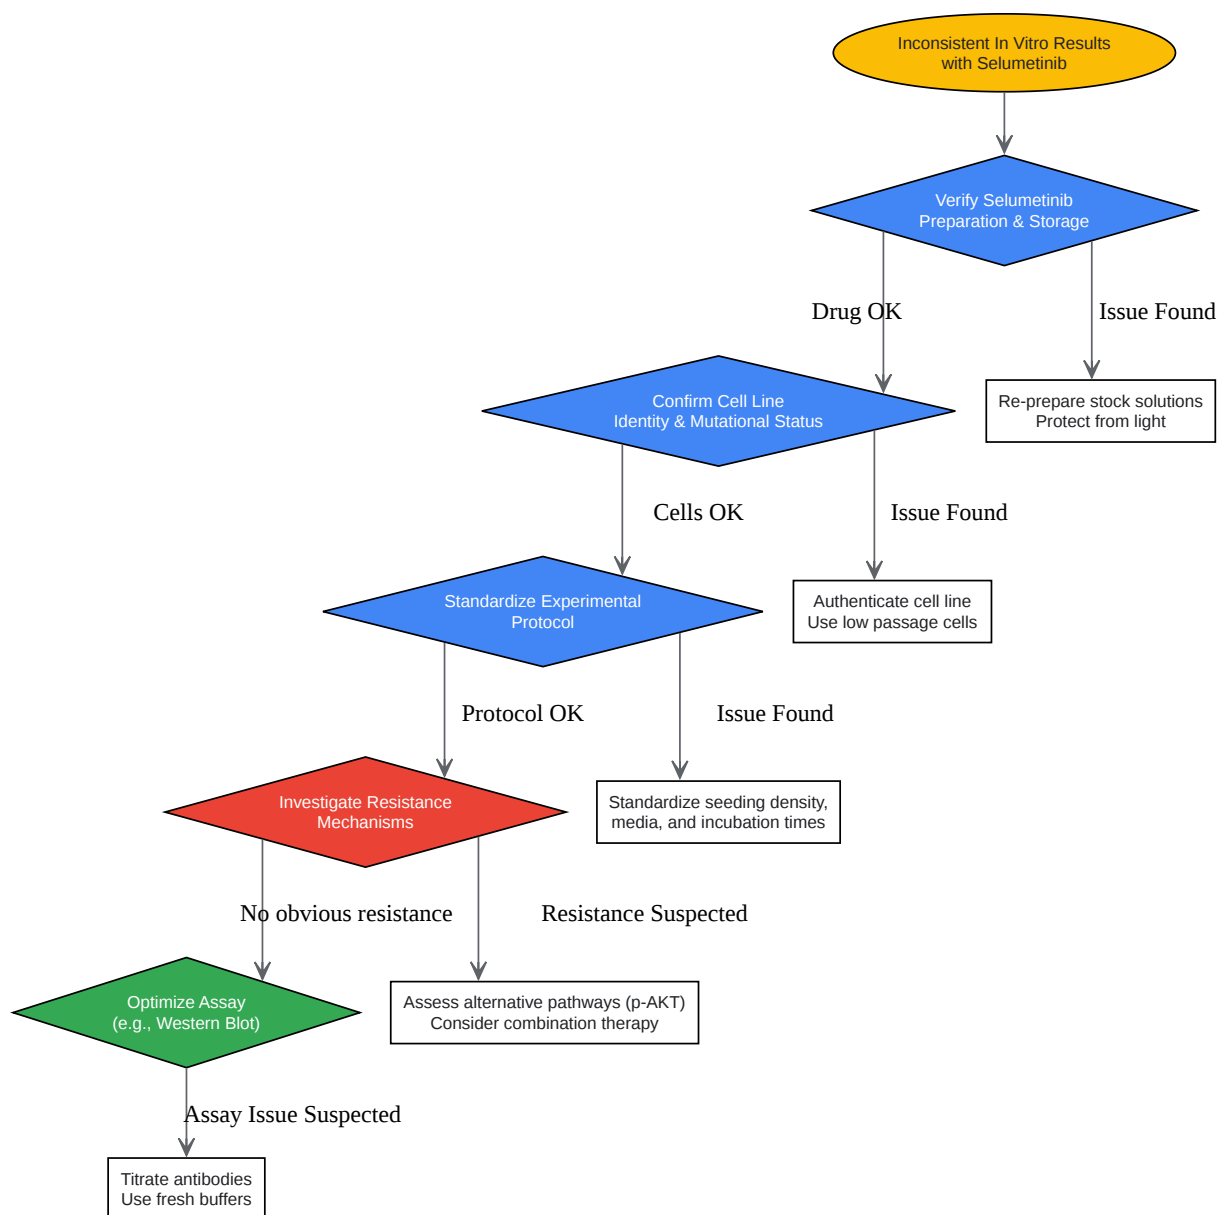 Inconsistent In Vitro Results
with Selumetinib
Verify Selumetinib
Preparation & Storage
Drug OK
Issue Found
Re-prepare stock solutions
Protect from light
Confirm Cell Line
Identity & Mutational Status
Cells OK
Issue Found
Authenticate cell line
Use low passage cells
Standardize Experimental
Protocol
Protocol OK
Issue Found
Standardize seeding density,
media, and incubation times
Investigate Resistance
Mechanisms
No obvious resistance
Resistance Suspected
Assess alternative pathways (p-AKT)
Consider combination therapy
Optimize Assay
(e.g., Western Blot)
Assay Issue Suspected
Titrate antibodies
Use fresh buffers